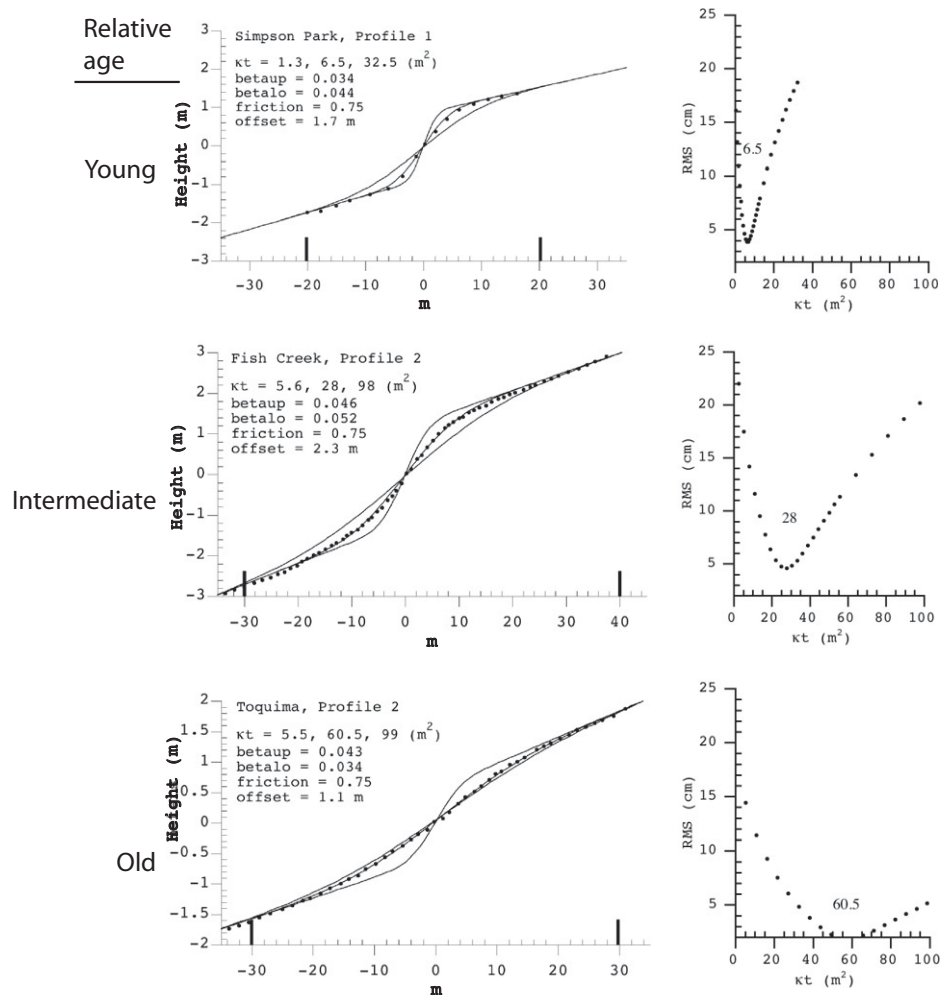 Relative
age
Young
Simpson Park, Profile 1
κt = 1.3, 6.5, 32.5 (m2)
betaup = 0.034
betalo = 0.044
friction = 0.75
offset = 1.7 m
Height (m)
3
2
1
0
-1
-2
-3
-30
-20
-10
0
10
20
30
m
RMS (cm)
25
20
15
10
5
6.5
0
20
40
60
80
100
κt (m2)
Intermediate
Fish Creek, Profile 2
κt = 5.6, 28, 98 (m2)
betaup = 0.046
betalo = 0.052
friction = 0.75
offset = 2.3 m
Height (m)
3
2
1
0
-1
-2
-3
-30
-20
-10
0
10
20
30
40
m
RMS (cm)
25
20
15
10
5
28
0
20
40
60
80
100
κt (m2)
Old
Toquima, Profile 2
κt = 5.5, 60.5, 99 (m2)
betaup = 0.043
betalo = 0.034
friction = 0.75
offset = 1.1 m
Height (m)
2
1.5
1
0.5
0
-0.5
-1
-1.5
-2
-30
-20
-10
0
10
20
30
m
RMS (cm)
25
20
15
10
5
60.5
0
20
40
60
80
100
κt (m2)